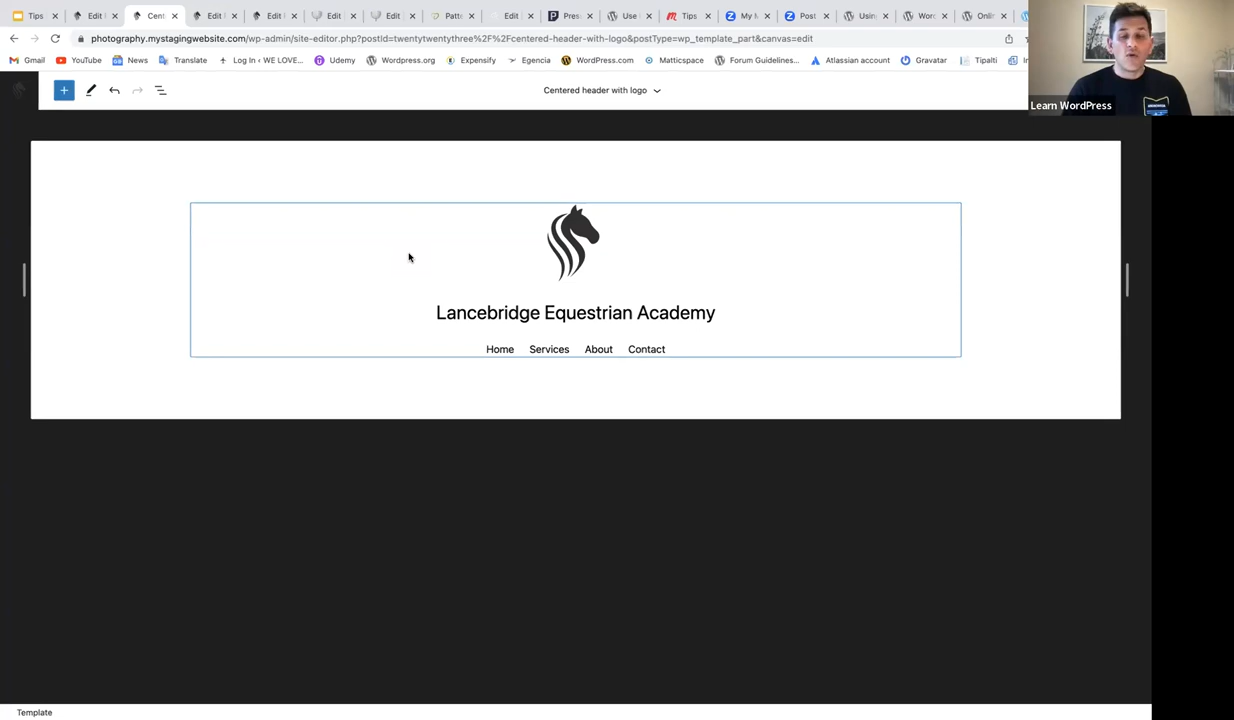 Tips
Edit
Cent
Edit
Edit
Edit
Edit
Patte
Edit
Press
Use
Tips
My
Post
Using
Word
Onlin
photography.mystagingwebsite.com/wp-admin/site-editor.php?postId=twentytwentythree%2F%2Fcentered-header-with-logo&postType=wp_template_part&canvas=edit
Gmail YouTube News Translate Log In ‹ WE LOVE... Udemy Wordpress.org Expensify Egencia WordPress.com Matticspace Forum Guidelines... Atlassian account Gravatar Tipalti
Centered header with logo
Learn WordPress
Lancebridge Equestrian Academy
Home Services About Contact
Template